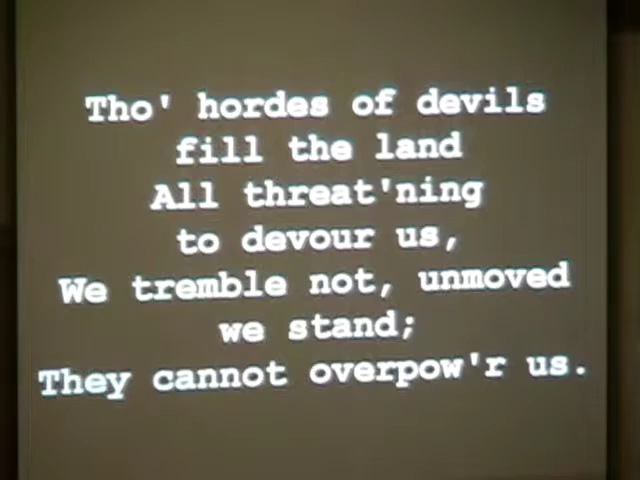 Tho' hordes of devils
fill the land
All threat'ning
to devour us,
We tremble not, unmoved
we stand;
They cannot overpow'r us.